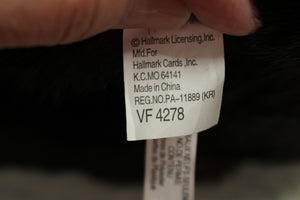 © Hallmark Licensing, Inc.
Mfd.For
Hallmark Cards ,Inc.
K.C.MO 64141
Made in China
REG.NO.PA–11889 (KR)
VF 4278